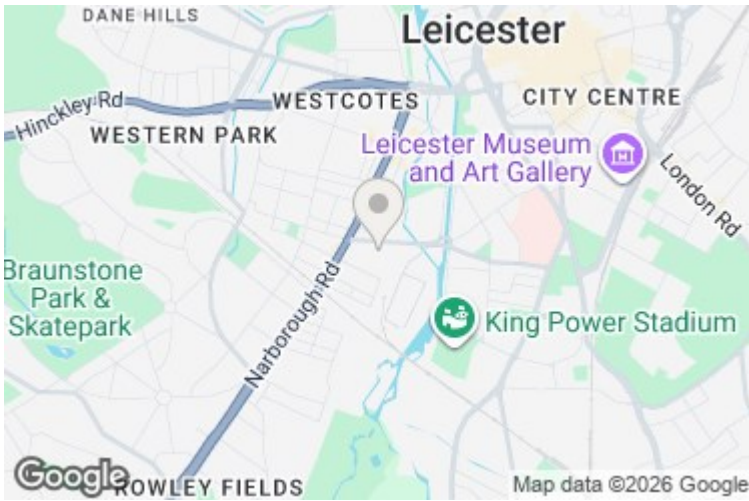 DANE HILLS
Leicester
Hinckley Rd
WESTCOTES
CITY CENTRE
WESTERN PARK
Leicester Museum
and Art Gallery
London Rd
Braunstone
Park &
Skatepark
Narborough Rd
King Power Stadium
Google
ROWLEY FIELDS
Map data ©2026 Google